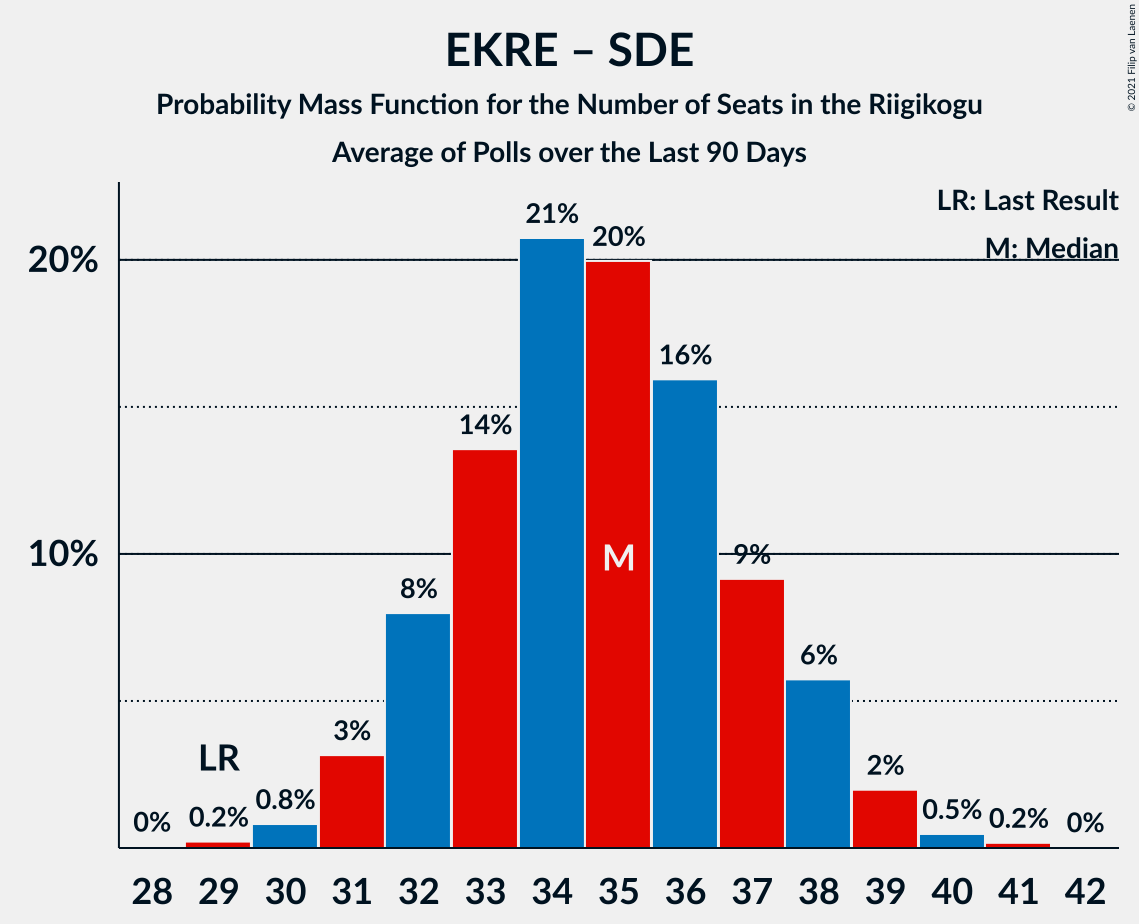 EKRE – SDE
Probability Mass Function for the Number of Seats in the Riigikogu
Average of Polls over the Last 90 Days
© 2021 Filip van Laenen
LR: Last Result
M: Median
20%
10%
0%
0.2%
0.8%
3%
8%
14%
21%
20%
16%
9%
6%
2%
0.5%
0.2%
0%
LR
M
28 29 30 31 32 33 34 35 36 37 38 39 40 41 42